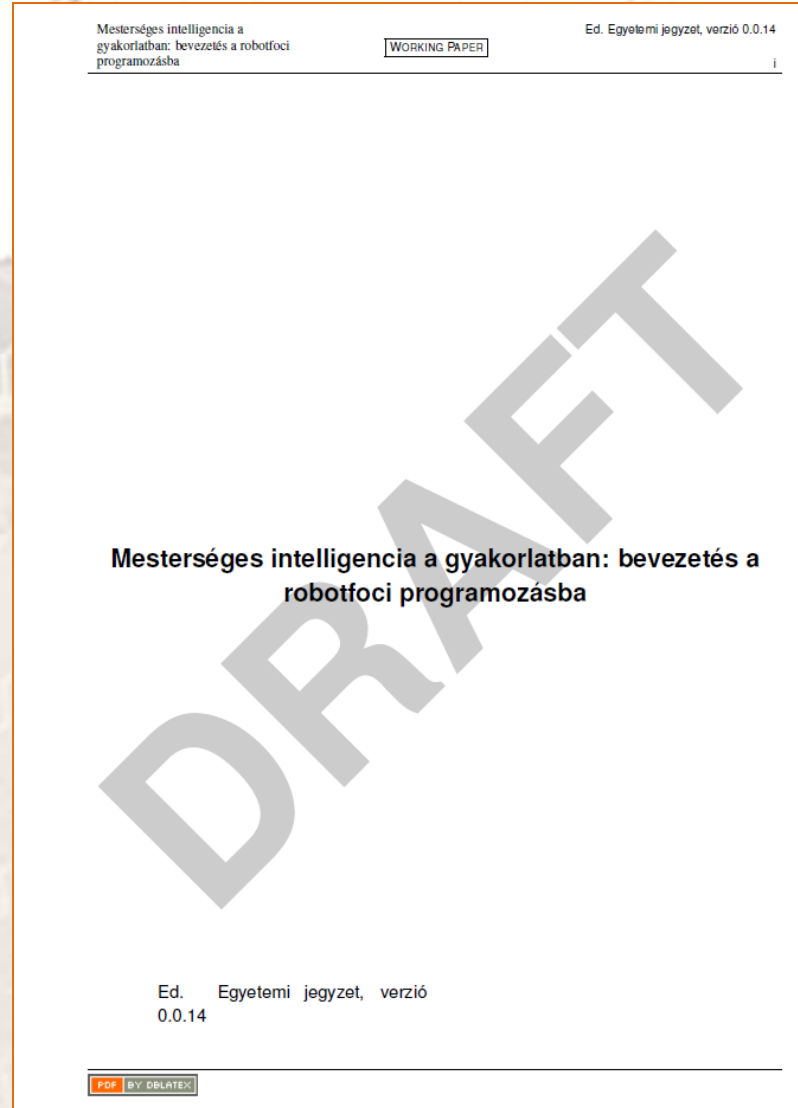 Mesterséges intelligencia a
gyakorlatban: bevezetés a robotfoci
programozásba
WORKING PAPER
Ed. Egyetemi jegyzet, verzió 0.0.14
i
DRAFT
Mesterséges intelligencia a gyakorlatban: bevezetés a
robotfoci programozásba
Ed. Egyetemi jegyzet, verzió
0.0.14
PDF BY DBLATEX